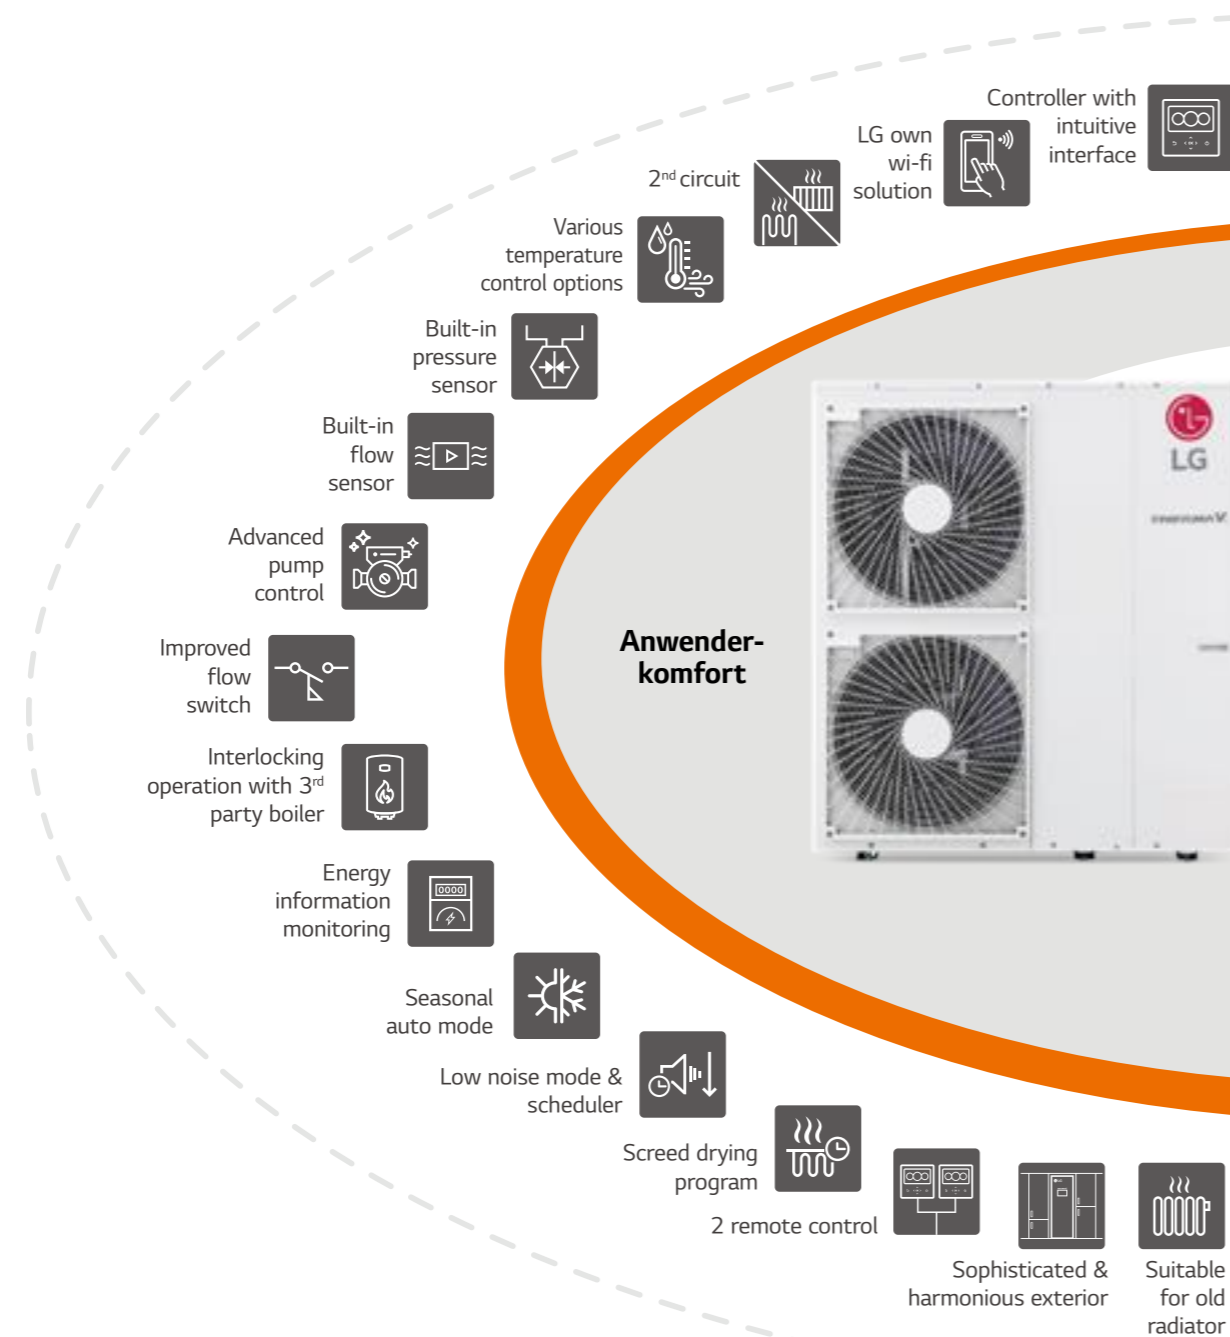 Controller with
intuitive
interface
LG own
wi-fi
solution
2nd circuit
Various
temperature
control options
Built-in
pressure
sensor
Built-in
flow
sensor
Advanced
pump
control
Improved
flow
switch
Interlocking
operation with 3rd
party boiler
Energy
information
monitoring
Seasonal
auto mode
Low noise mode &
scheduler
Screed drying
program
2 remote control
Sophisticated &
harmonious exterior
Suitable
for old
radiator
Anwender-
komfort
LG